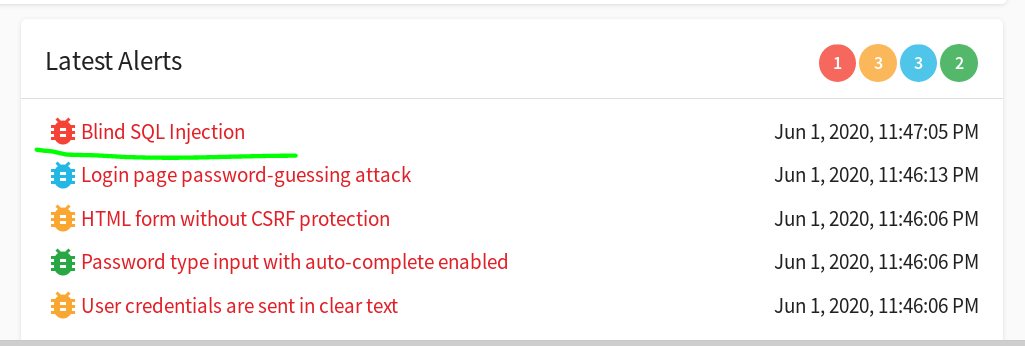 Latest Alerts 1 3 3 2
Blind SQL Injection Jun 1, 2020, 11:47:05 PM
Login page password-guessing attack Jun 1, 2020, 11:46:13 PM
HTML form without CSRF protection Jun 1, 2020, 11:46:06 PM
Password type input with auto-complete enabled Jun 1, 2020, 11:46:06 PM
User credentials are sent in clear text Jun 1, 2020, 11:46:06 PM